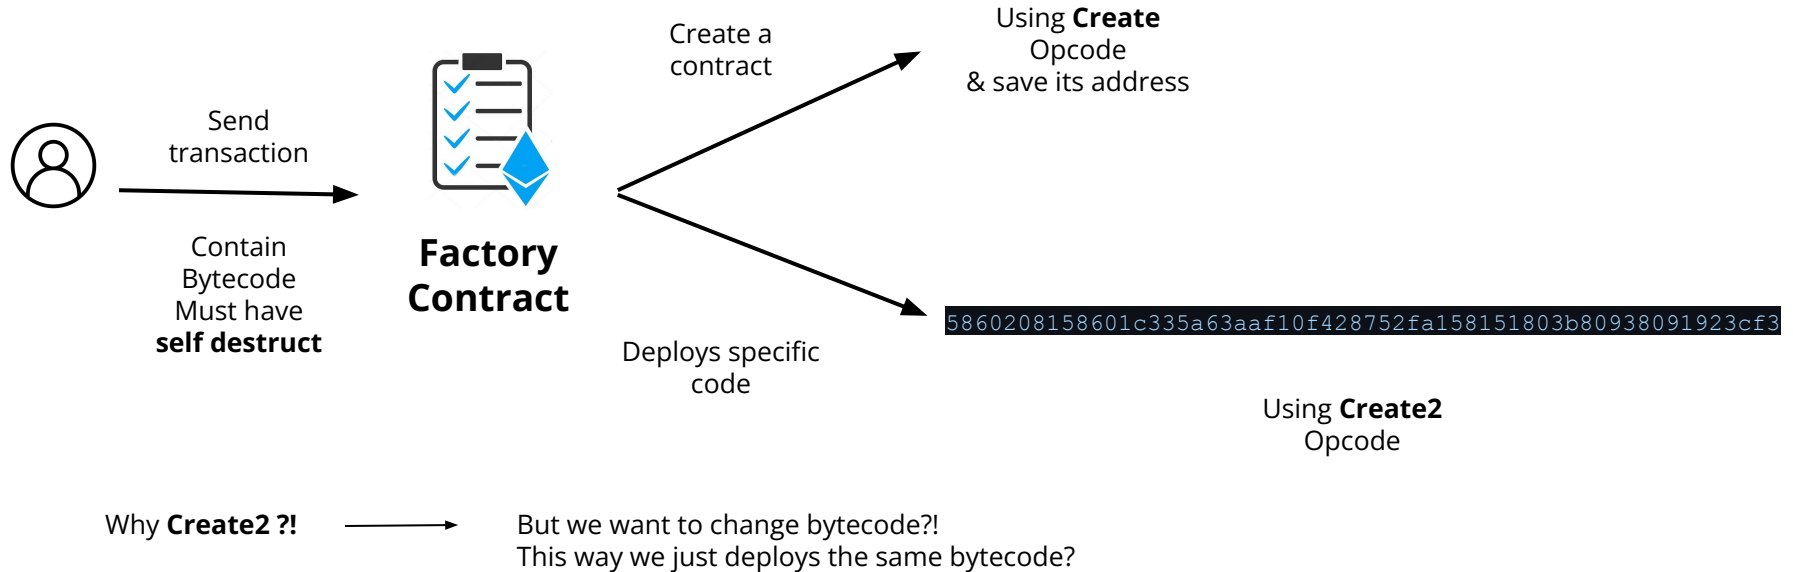 Send
transaction
Contain
Bytecode
Must have
self destruct
Factory
Contract
Create a
contract
Using Create
Opcode
& save its address
Deploys specific
code
5860208158601c335a63aaf10f428752fa158151803b80938091923cf3
Using Create2
Opcode
Why Create2 ?!
But we want to change bytecode?!
This way we just deploys the same bytecode?